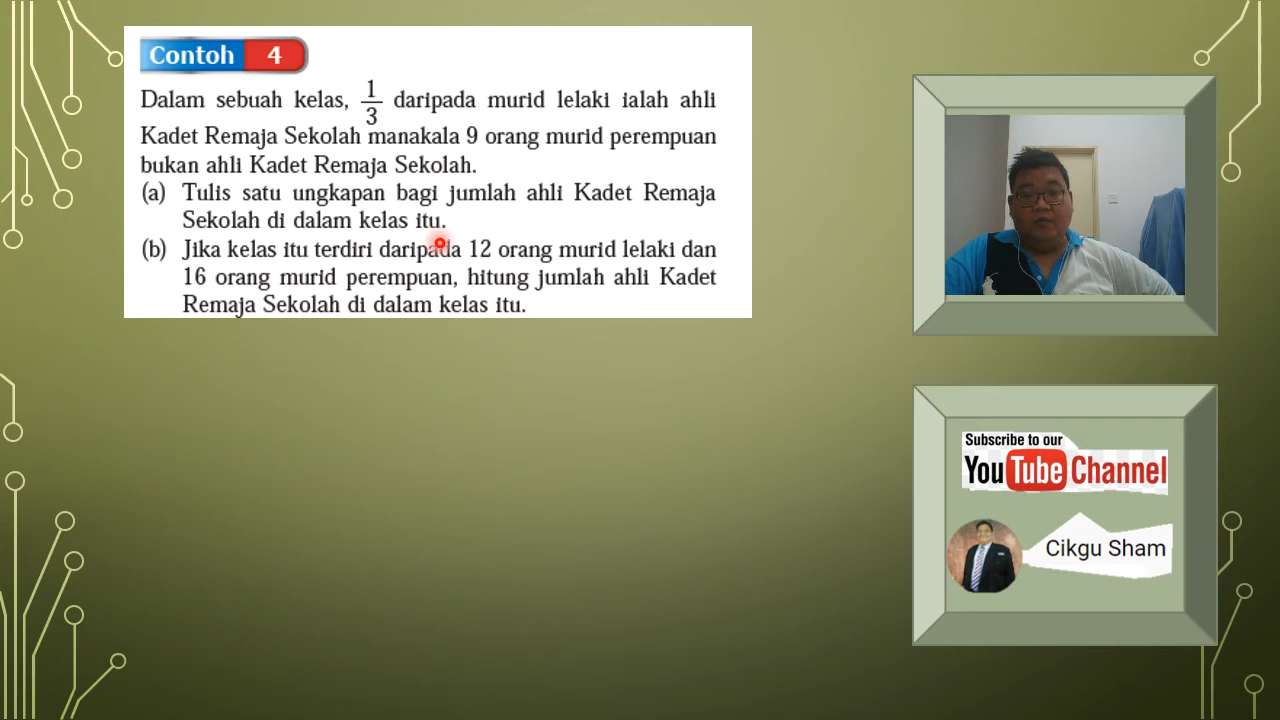 Contoh 4
Dalam sebuah kelas, 1/3 daripada murid lelaki ialah ahli
Kadet Remaja Sekolah manakala 9 orang murid perempuan
bukan ahli Kadet Remaja Sekolah.
(a) Tulis satu ungkapan bagi jumlah ahli Kadet Remaja
Sekolah di dalam kelas itu.
(b) Jika kelas itu terdiri daripada 12 orang murid lelaki dan
16 orang murid perempuan, hitung jumlah ahli Kadet
Remaja Sekolah di dalam kelas itu.
Subscribe to our
YouTube Channel
Cikgu Sham